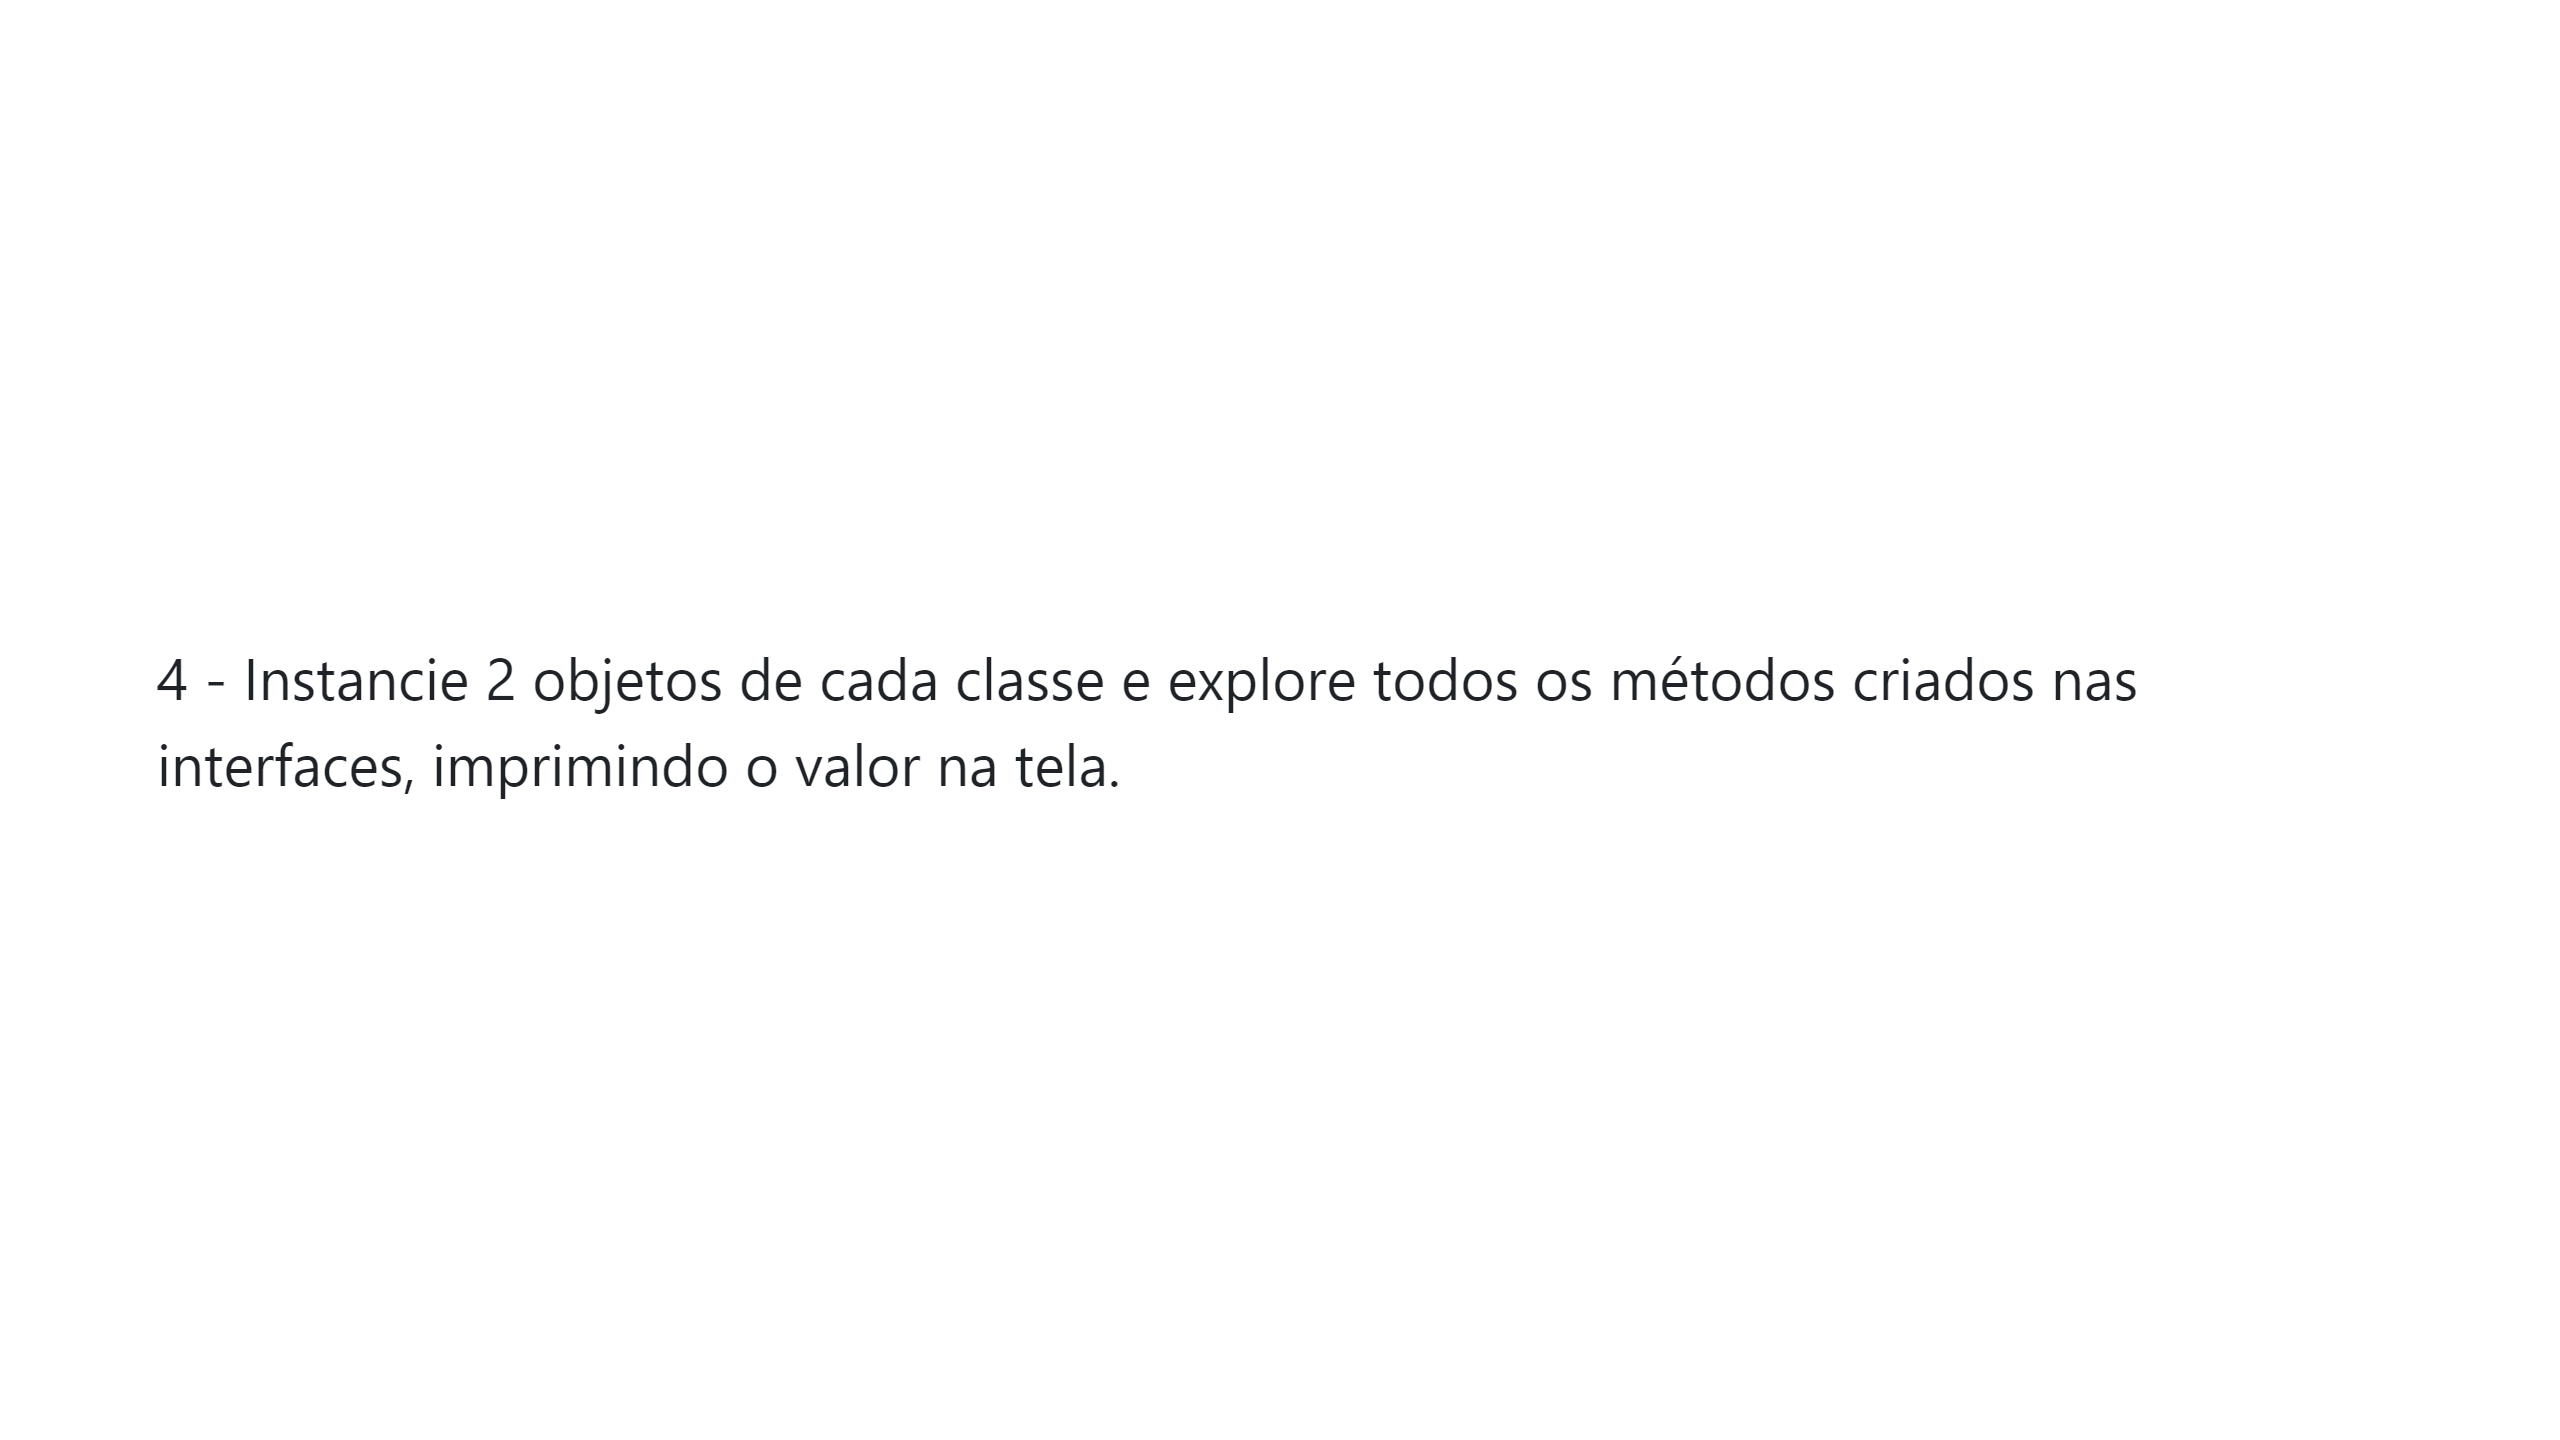 4 - Instancie 2 objetos de cada classe e explore todos os métodos criados nas
interfaces, imprimindo o valor na tela.